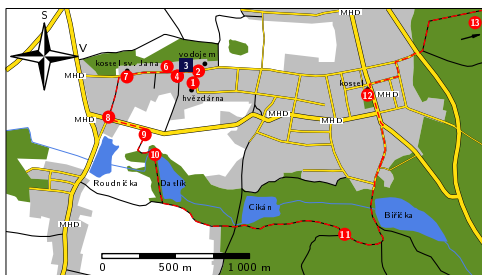 S
V
MHD
13
kostel sv. Jana
vodojem
6
3
2
7
4
1
MHD
hvězdárna
kostel
12
MHD
8
MHD
MHD
MHD
9
10
Roudnička
Datlík
Cikán
Biřička
MHD
11
0 500 m 1 000 m